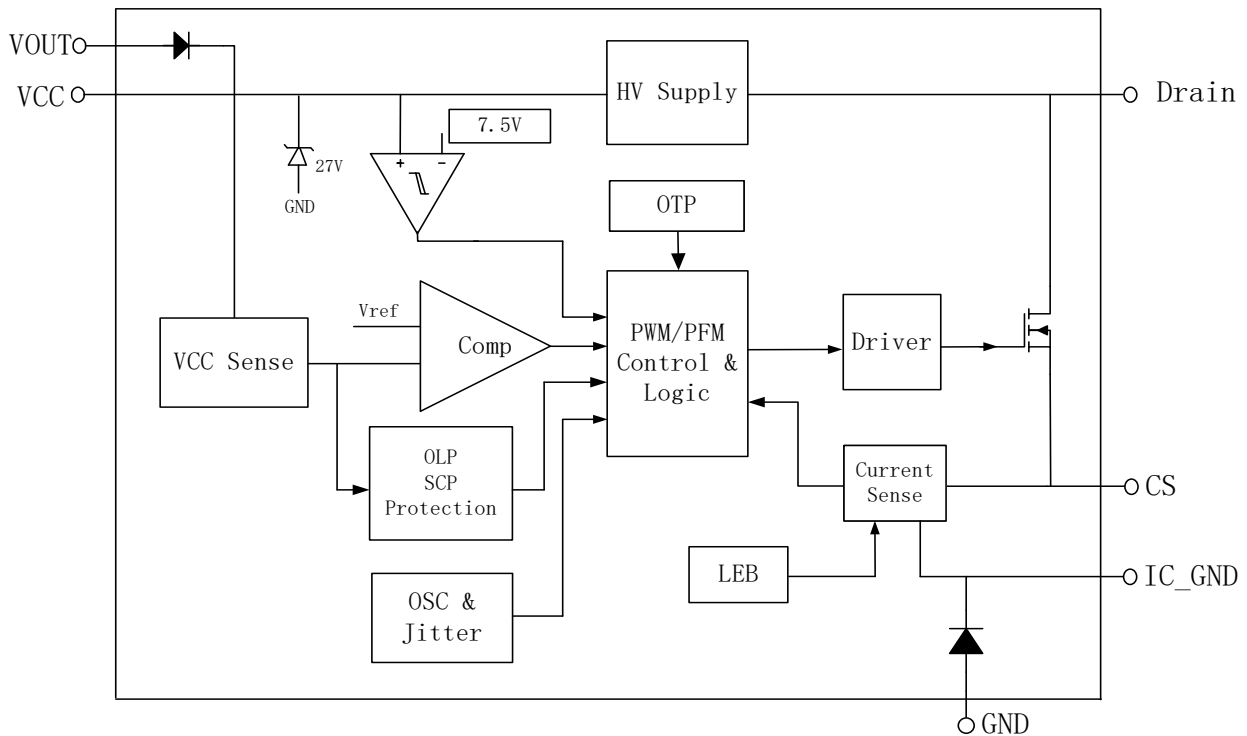 VOUT
VCC
HV Supply
Drain
7.5V
+
-
27V
GND
OTP
Vref
Comp
VCC Sense
PWM/PFM
Control &
Logic
Driver
OLP
SCP
Protection
Current
Sense
CS
LEB
IC_GND
OSC &
Jitter
GND